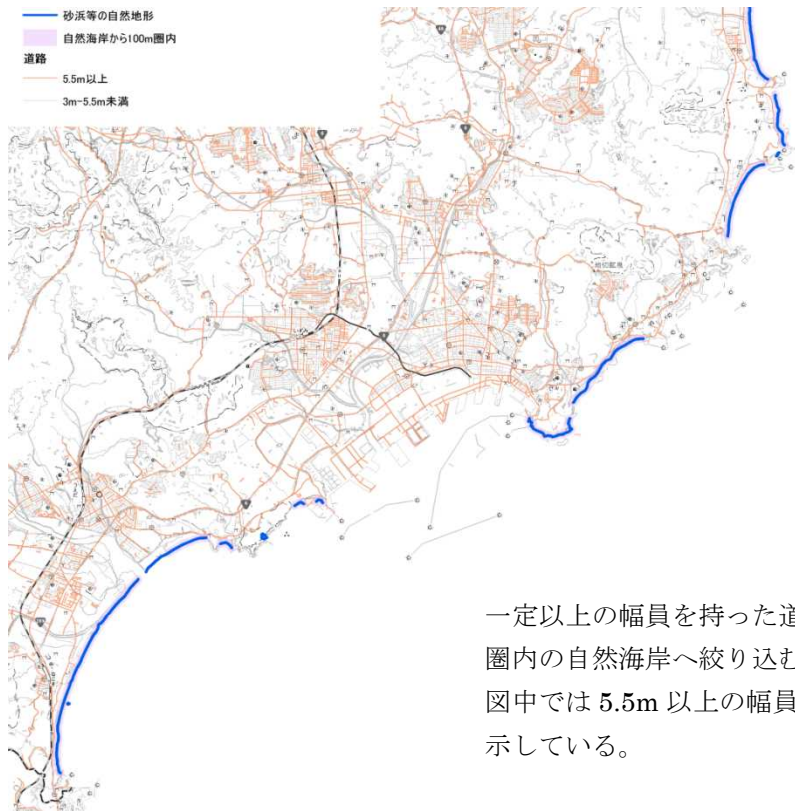 砂浜等の自然地形
自然海岸から100m圏内
道路
5.5m以上
3m-5.5m未満
一定以上の幅員を持った道
圏内の自然海岸へ絞り込む
図中では 5.5m 以上の幅員
示している。